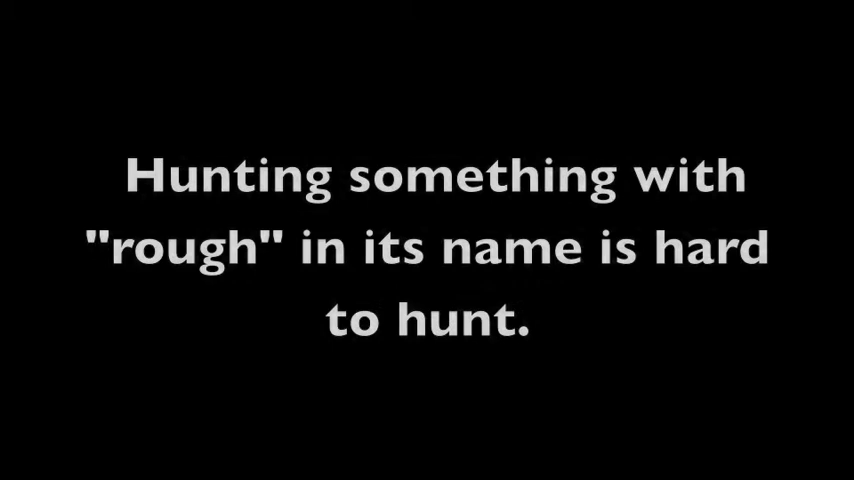 Hunting something with
"rough" in its name is hard
to hunt.